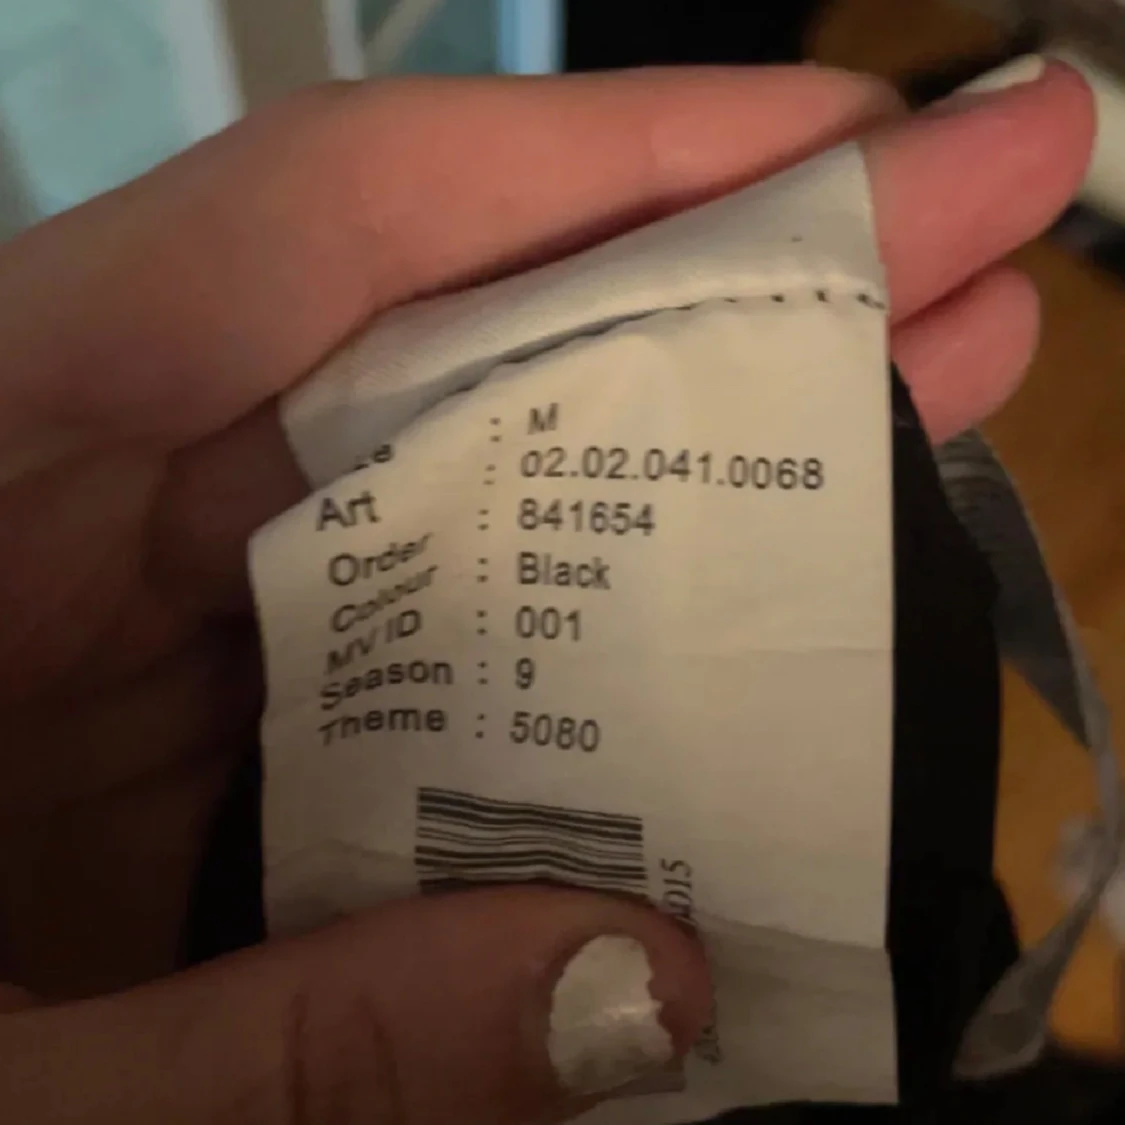 : M
Art : 02.02.041.0068
Order : 841654
Colour : Black
MV ID : 001
Season : 9
Theme : 5080